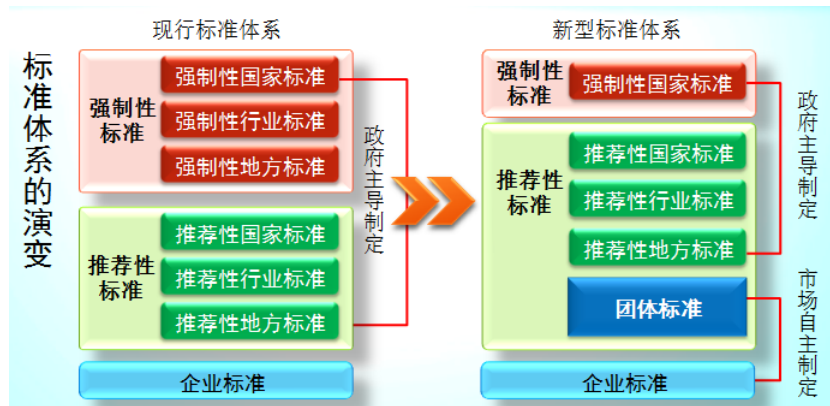 标准体系的演变
现行标准体系
强制性
标准
强制性国家标准
强制性行业标准
强制性地方标准
推荐性
标准
推荐性国家标准
推荐性行业标准
推荐性地方标准
企业标准
政府主导制定
新型标准体系
强制性
标准
强制性国家标准
推荐性
标准
推荐性国家标准
推荐性行业标准
推荐性地方标准
团体标准
企业标准
政府主导制定
市场自主制定